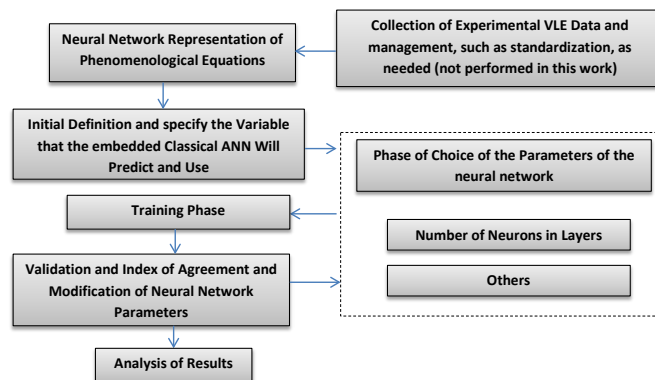 Neural Network Representation of
Phenomenological Equations
Collection of Experimental VLE Data and
management, such as standardization, as
needed (not performed in this work)
Initial Definition and specify the Variable
that the embedded Classical ANN Will
Predict and Use
Phase of Choice of the Parameters of the
neural network
Training Phase
Number of Neurons in Layers
Others
Validation and Index of Agreement and
Modification of Neural Network
Parameters
Analysis of Results